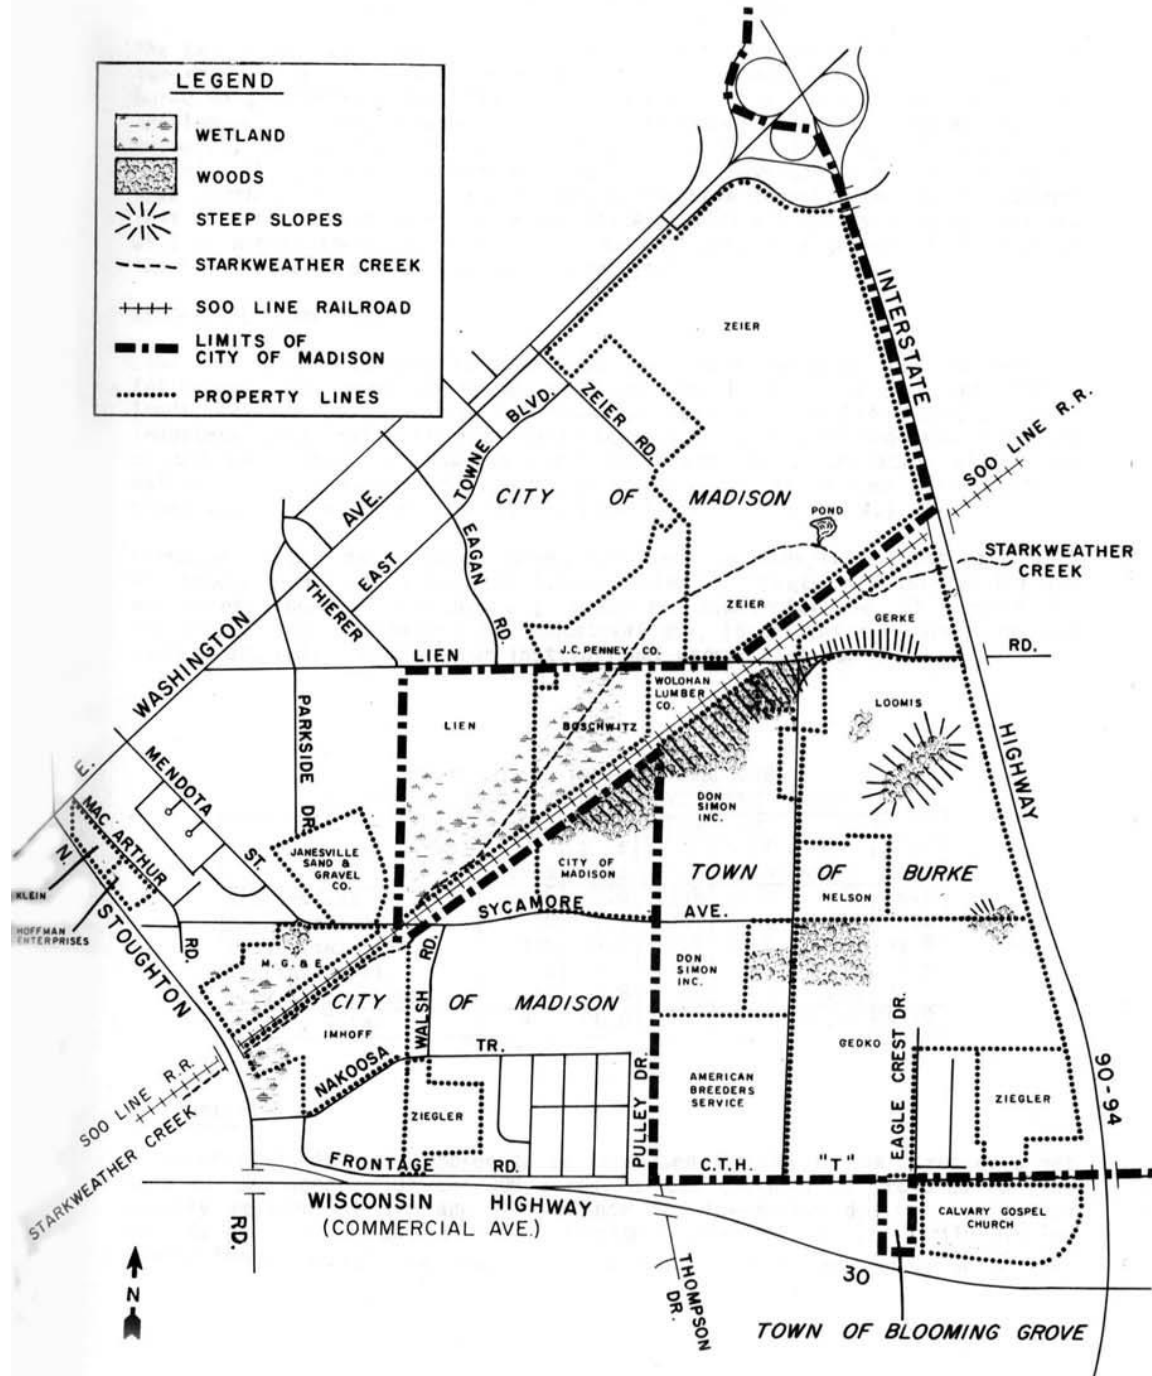 LEGEND
WETLAND
WOODS
STEEP SLOPES
STARKWEATHER CREEK
SOO LINE RAILROAD
LIMITS OF
CITY OF MADISON
PROPERTY LINES
INTERSTATE
ZEIER
SOO LINE R.R.
BLVD.
ZEIER RD.
TOWNE
CITY OF MADISON
AVE.
POND
EAGAN
EAST
STARKWEATHER
CREEK
THIERER
ZEIER
GERKE
WASHINGTON
RD.
LIEN
J.C. PENNEY CO.
RD.
WOLOHAN
LUMBER
CO.
PARKSIDE DR.
LIEN
BOSCHWITZ
LOOMIS
HIGHWAY
E.
MENDOTA
ST.
MAC ARTHUR
RD.
DON
SIMON
INC.
N.
STOUGHTON
JANESVILLE
SAND &
GRAVEL
CO.
CITY OF
MADISON
TOWN OF BURKE
KLEIN
NELSON
SYCAMORE AVE.
HOFFMAN
ENTERPRISES
M. G. & E.
WALSH RD.
DON
SIMON
INC.
CITY OF MADISON
IMHOFF
NAKOOSA TR.
GEDKO
EAGLE CREST DR.
90-94
SOO LINE R.R.
STARKWEATHER CREEK
PULLEY DR.
AMERICAN
BREEDERS
SERVICE
ZIEGLER
ZIEGLER
FRONTAGE RD.
C.T.H. "T"
WISCONSIN HIGHWAY
(COMMERCIAL AVE.)
RD.
CALVARY GOSPEL
CHURCH
30
N
THOMPSON
DR.
TOWN OF BLOOMING GROVE